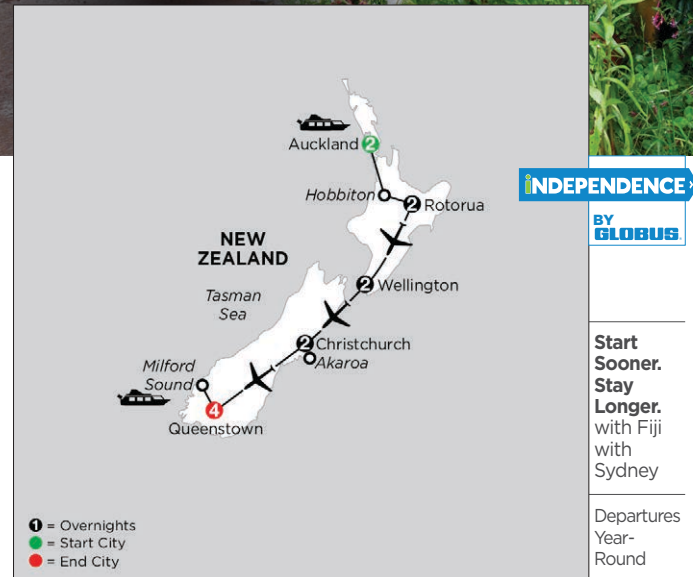 Auckland 2
Hobbiton
2 Rotorua
NEW
ZEALAND
2 Wellington
Tasman
Sea
2 Christchurch
Akaroa
Milford
Sound
4
Queenstown
1 = Overnights
= Start City
= End City
iNDEPENDENCE
BY
GLOBUS.
Start
Sooner.
Stay
Longer.
with Fiji
with
Sydney
Departures
Year-
Round